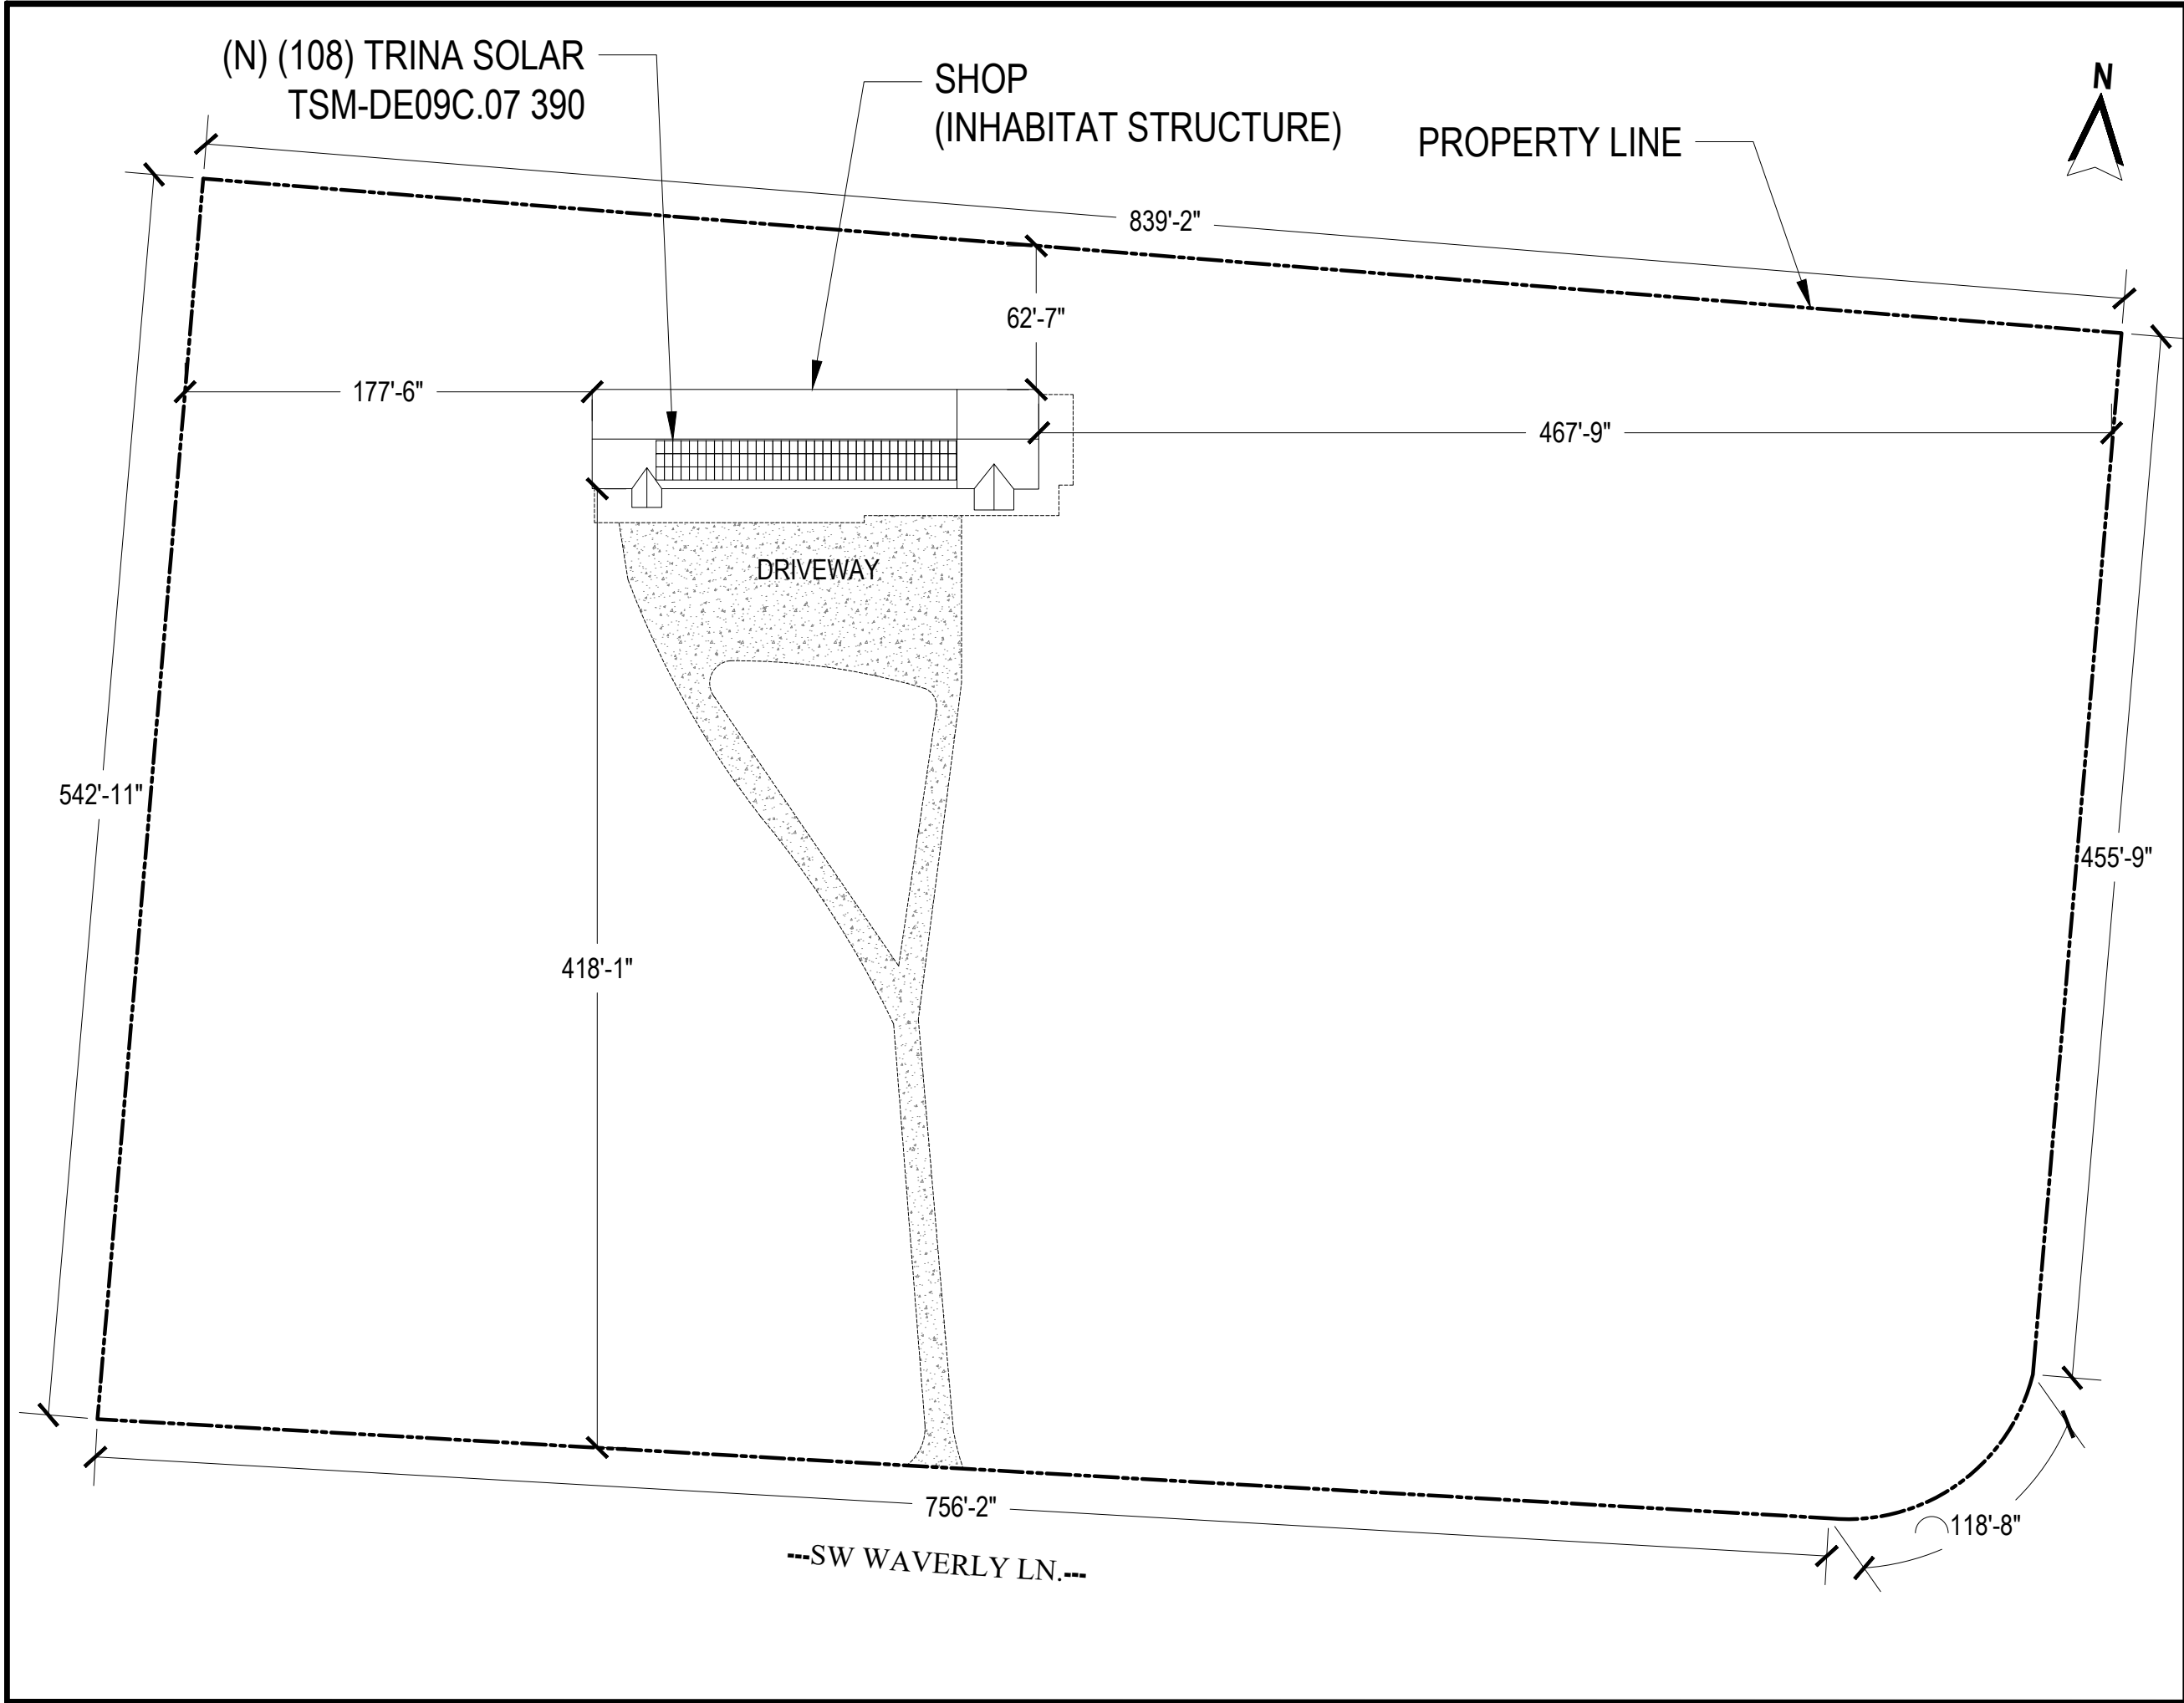 (N) (108) TRINA SOLAR
TSM-DE09C.07 390
SHOP
(INHABITAT STRUCTURE)
PROPERTY LINE
N
839'-2"
62'-7"
177'-6"
467'-9"
DRIVEWAY
542'-11"
455'-9"
418'-1"
756'-2"
118'-8"
---SW WAVERLY LN.---